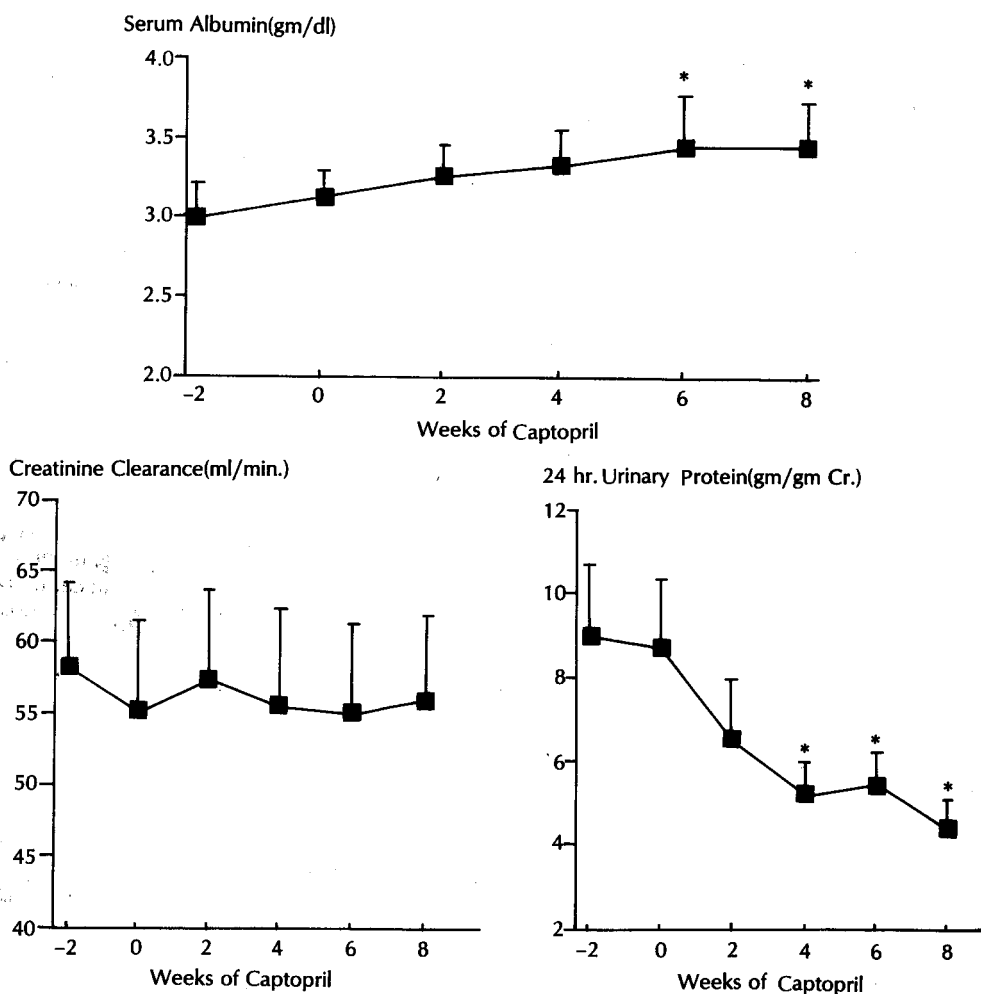 Serum Albumin(gm/dl)
4.0
*
*
3.5
3.0
2.5
2.0
-2 0 2 4 6 8
Weeks of Captopril
Creatinine Clearance(ml/min.)
70
65
60
55
50
45
40
-2 0 2 4 6 8
Weeks of Captopril
24 hr. Urinary Protein(gm/gm Cr.)
12
10
8
6
* * *
4
2
-2 0 2 4 6 8
Weeks of Captopril